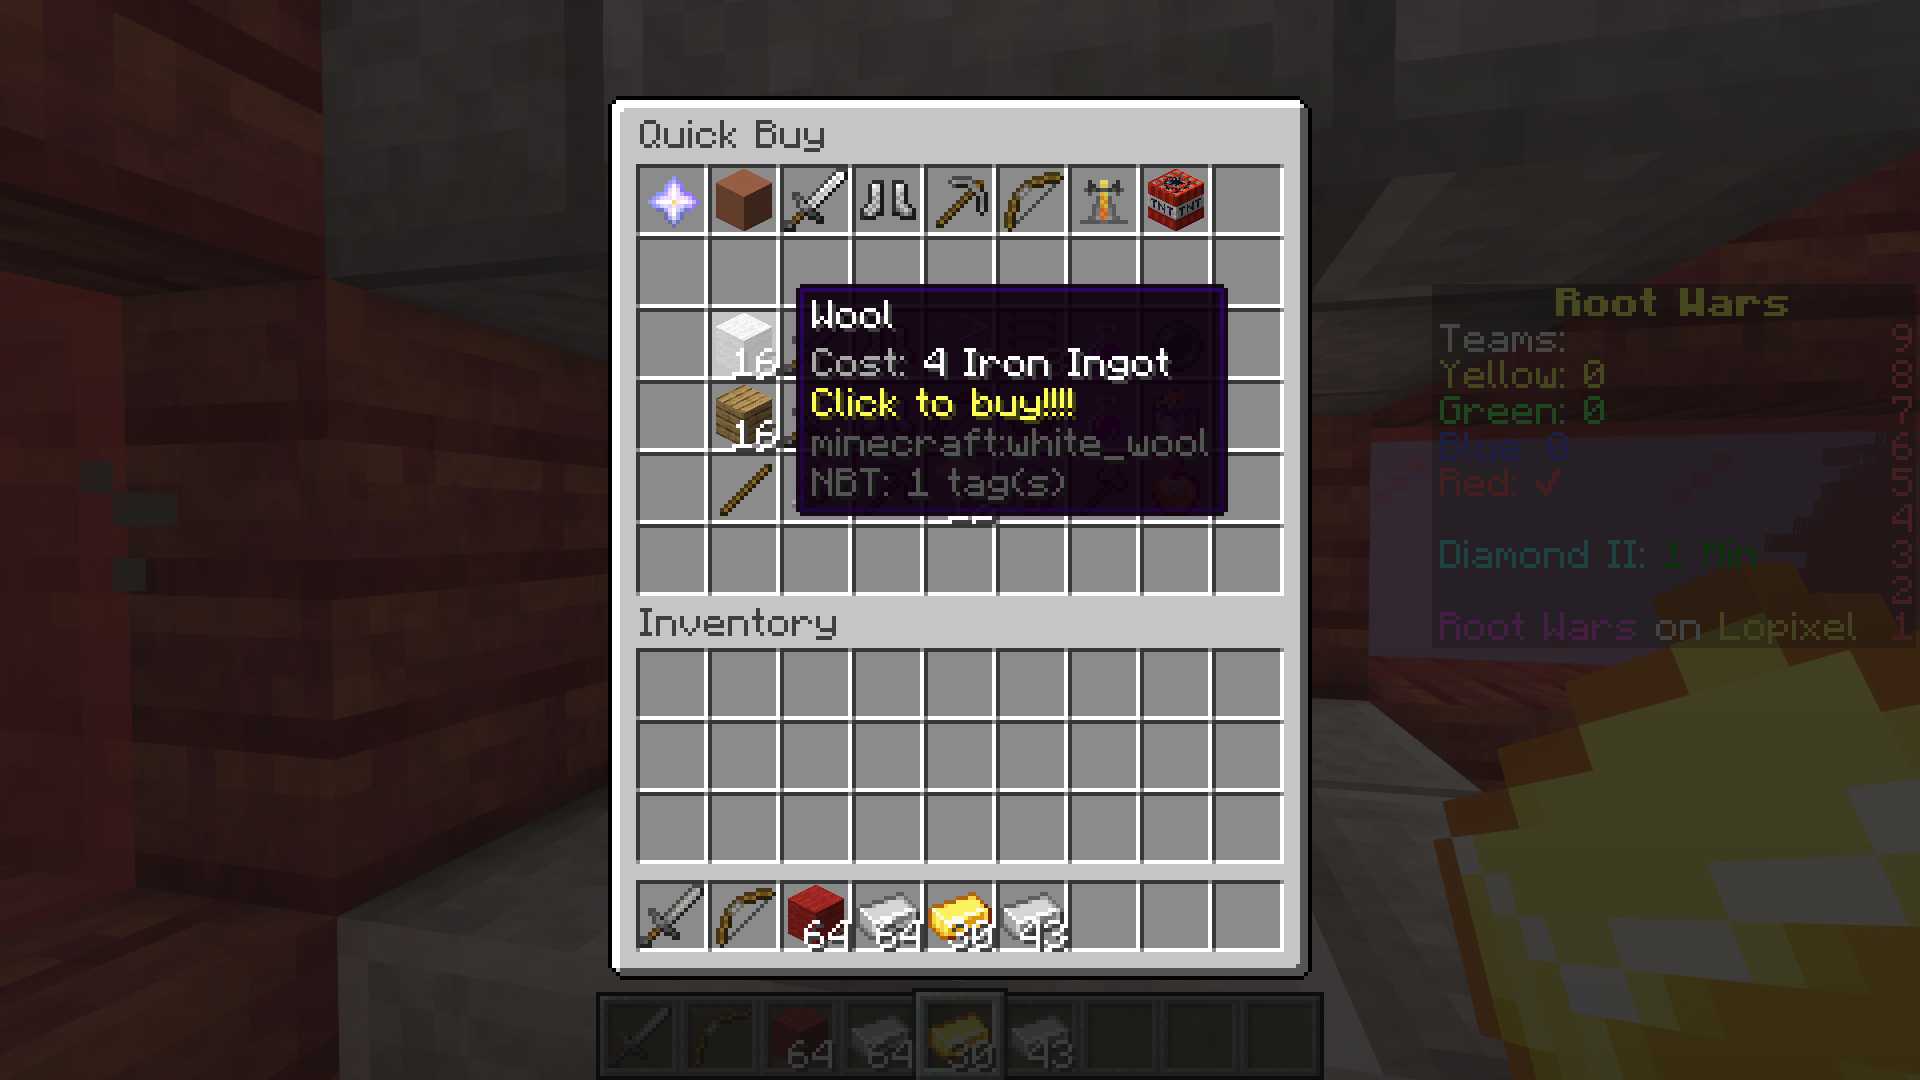 Quick Buy
TNT TNT
16
Wool
Cost: 4 Iron Ingot
Click to buy!!!!
minecraft:white_wool
NBT: 1 tag(s)
16
Inventory
64 64 30 43
64 64 30 43
Root Wars
Teams: 9
Yellow: 0 8
Green: 0 7
Blue: 0 6
Red: ✓ 5
4
Diamond II: 1 Min 3
2
Root Wars on Lopixel 1